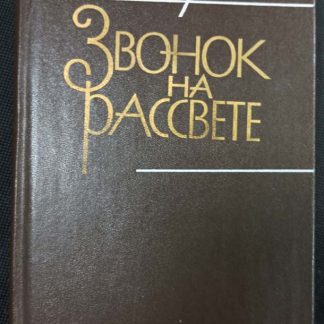 Звонок
на
рассвете